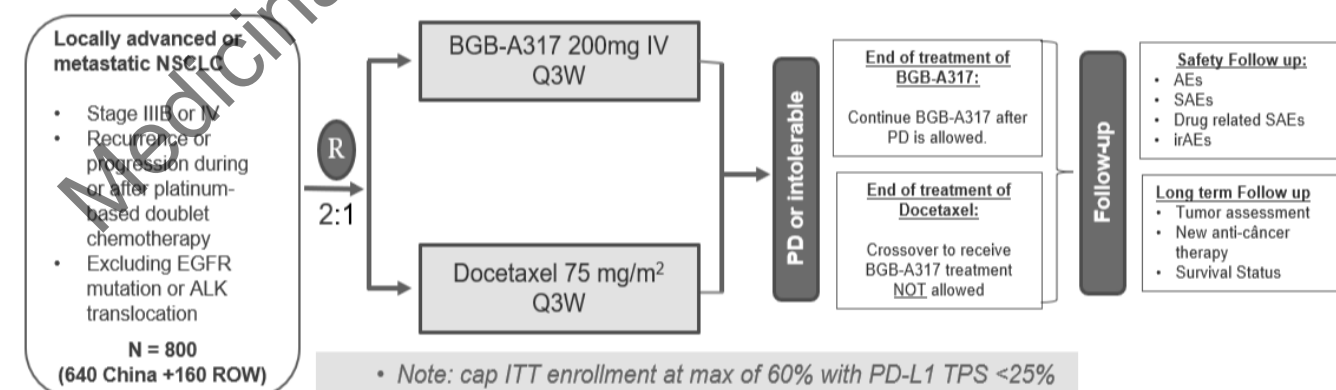 Medicin
Locally advanced or
metastatic NSCLC
• Stage IIIB or IV
• Recurrence or
progression during
or after platinum-
based doublet
chemotherapy
• Excluding EGFR
mutation or ALK
translocation
N = 800
(640 China +160 ROW)
R
2:1
BGB-A317 200mg IV
Q3W
Docetaxel 75 mg/m²
Q3W
PD or intolerable
End of treatment of
BGB-A317:
Continue BGB-A317 after
PD is allowed.
End of treatment of
Docetaxel:
Crossover to receive
BGB-A317 treatment
NOT allowed
Follow-up
Safety Follow up:
• AEs
• SAEs
• Drug related SAEs
• irAEs
Long term Follow up
• Tumor assessment
• New anti-câncer
therapy
• Survival Status
• Note: cap ITT enrollment at max of 60% with PD-L1 TPS <25%